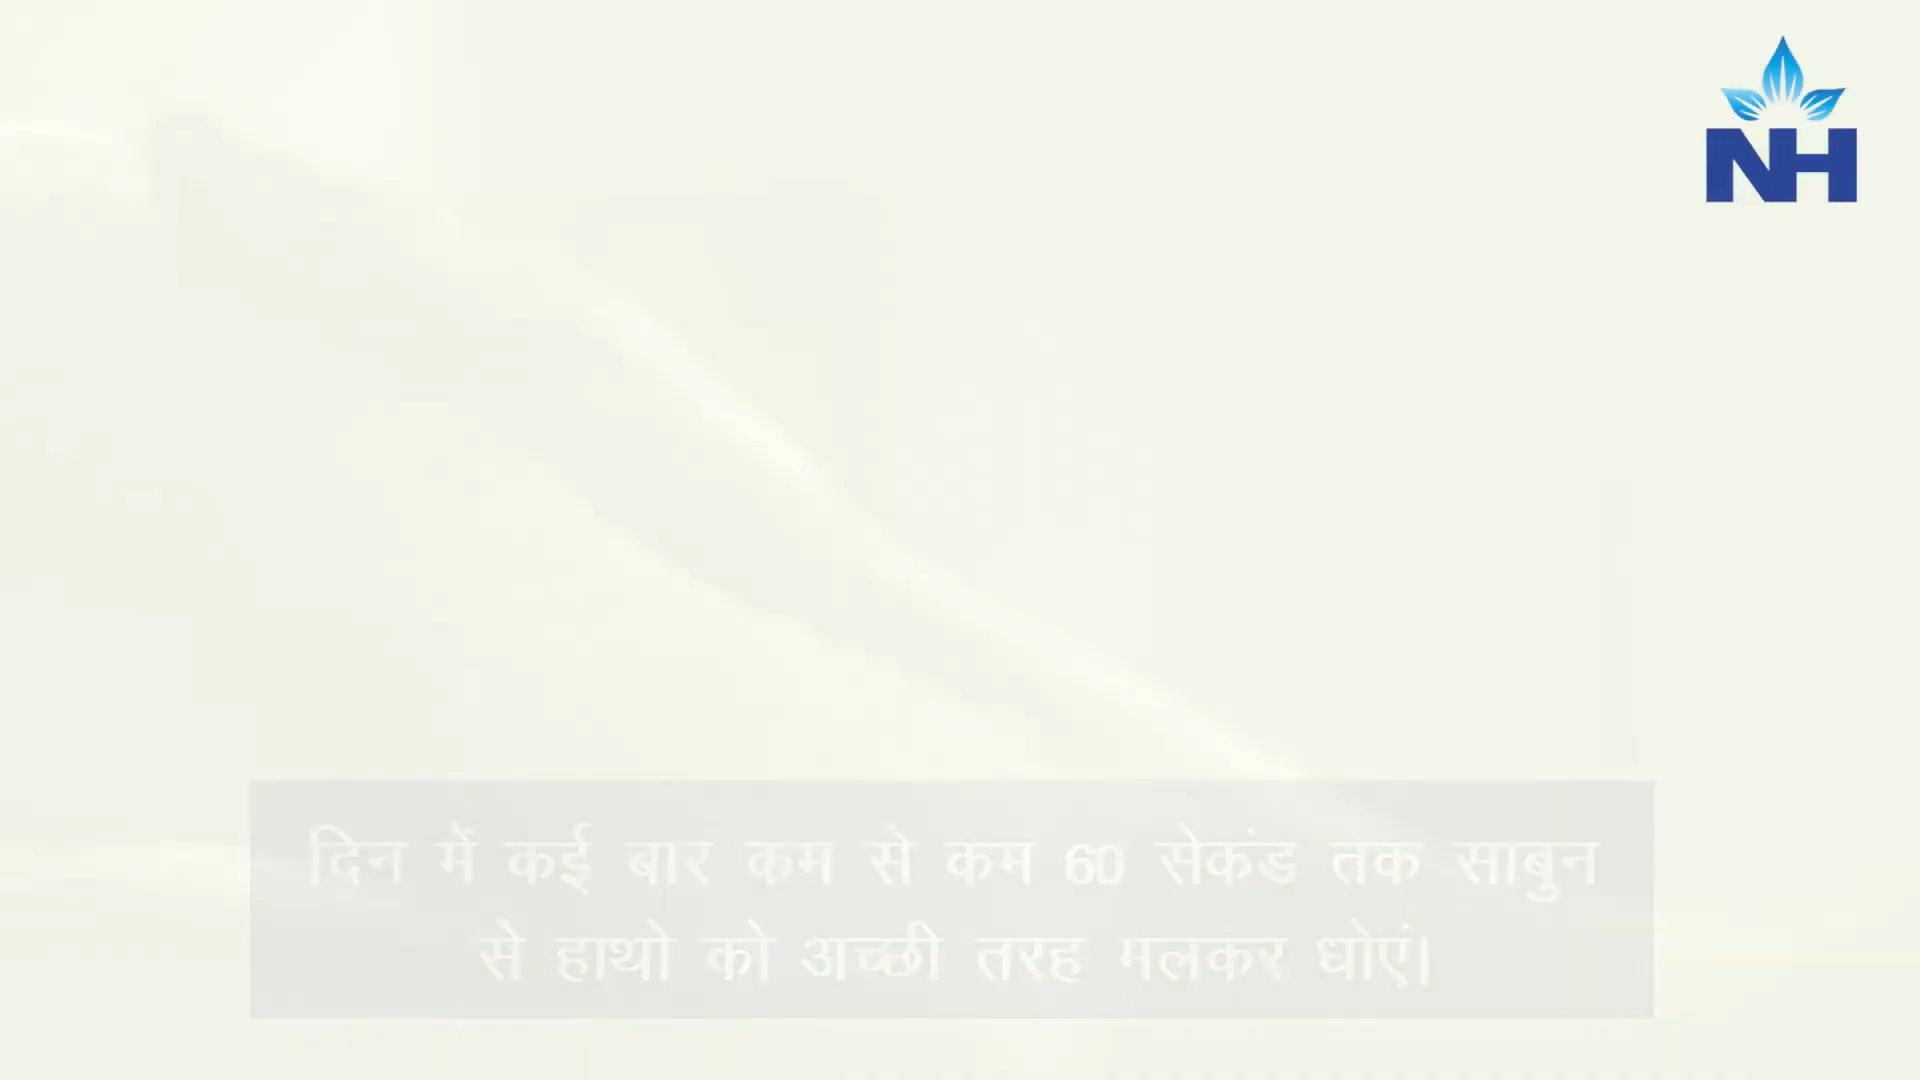 NH
दिन में कई बार कम से कम 60 सेकंड तक साबुन
से हाथो को अच्छी तरह मलकर धोएं।